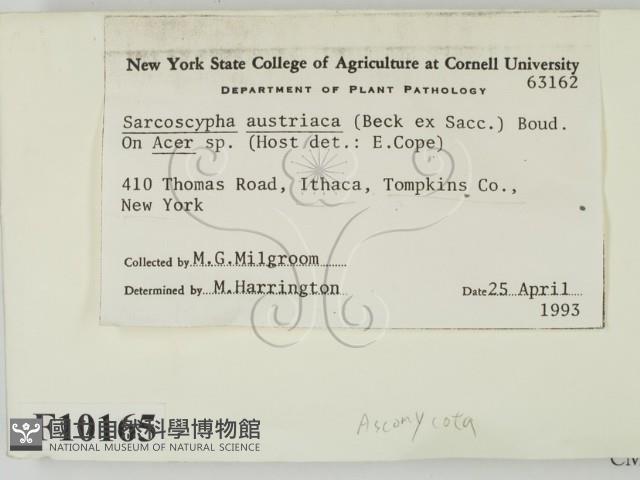 New York State College of Agriculture at Cornell University
63162
DEPARTMENT OF PLANT PATHOLOGY
Sarcoscypha austriaca (Beck ex Sacc.) Boud.
On Acer sp. (Host det.: E.Cope)
410 Thomas Road, Ithaca, Tompkins Co.,
New York
Collected by M.G.Milgroom
Determined by M.Harrington Date 25 April
1993
F10165
Ascomycota
國立自然科學博物館
NATIONAL MUSEUM OF NATURAL SCIENCE